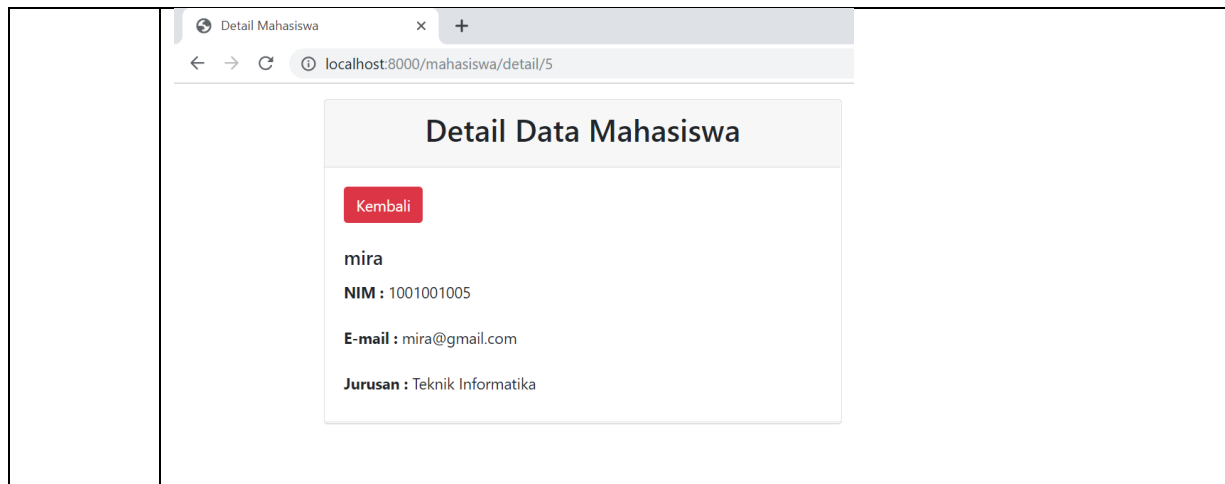 Detail Mahasiswa
localhost:8000/mahasiswa/detail/5
Detail Data Mahasiswa
Kembali
mira
NIM : 1001001005
E-mail : mira@gmail.com
Jurusan : Teknik Informatika